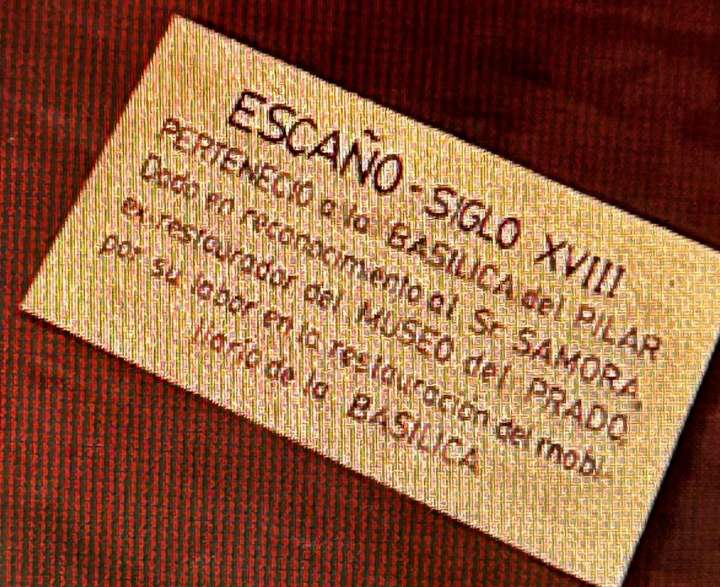 ESCAÑO - SIGLO XVIII
PERTENECIÓ a la BASILICA del PILAR
Dado en reconocimiento al Sr SAMORA,
ex.restaurador del MUSEO del PRADO
por su labor en la restauración del mobi-
liario de la BASILICA